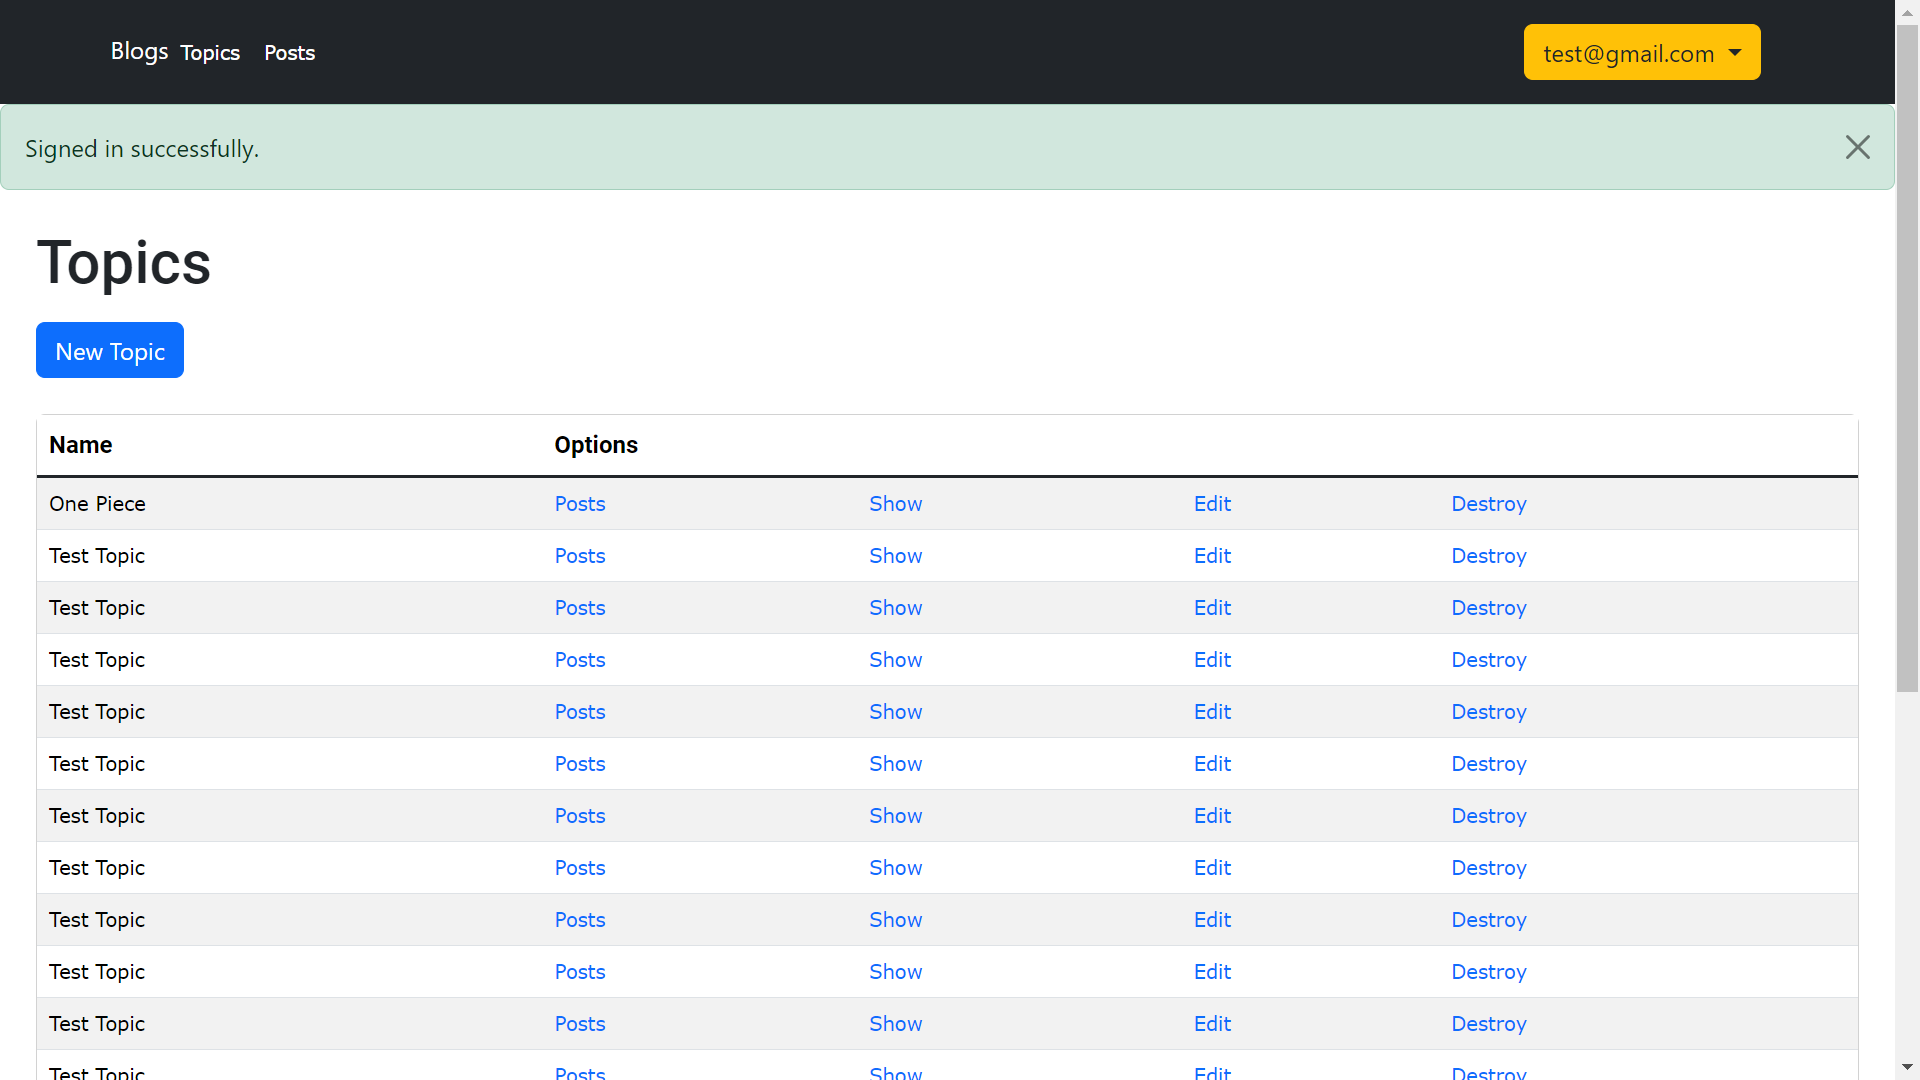 Blogs Topics Posts test@gmail.com
Signed in successfully.
Topics
New Topic
Name Options
One Piece Posts Show Edit Destroy
Test Topic Posts Show Edit Destroy
Test Topic Posts Show Edit Destroy
Test Topic Posts Show Edit Destroy
Test Topic Posts Show Edit Destroy
Test Topic Posts Show Edit Destroy
Test Topic Posts Show Edit Destroy
Test Topic Posts Show Edit Destroy
Test Topic Posts Show Edit Destroy
Test Topic Posts Show Edit Destroy
Test Topic Posts Show Edit Destroy
Test Topic Posts Show Edit Destroy